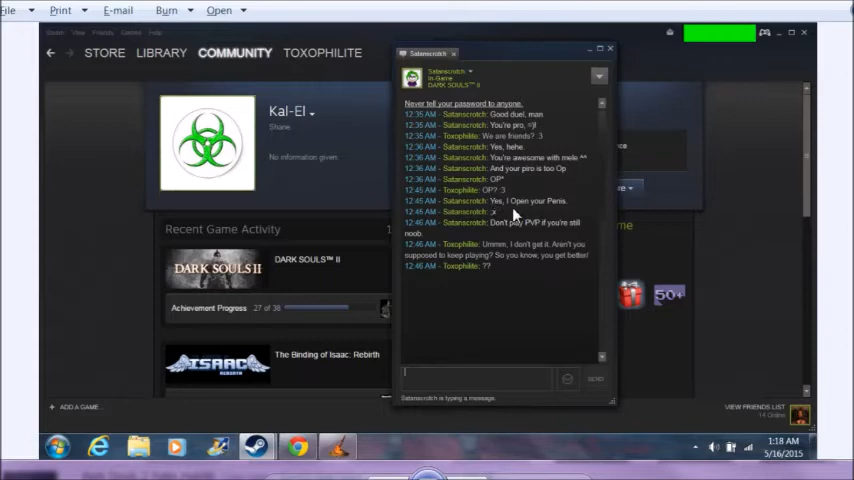 File Print E-mail Burn Open
Steam View Friends Games Help
STORE LIBRARY COMMUNITY TOXOPHILITE
Satanscrotch
Satanscrotch
In-Game
DARK SOULS™ II
Never tell your password to anyone.
12:35 AM - Satanscrotch: Good duel, man
12:35 AM - Satanscrotch: You're pro, =)!
12:35 AM - Toxophilite: We are friends? :3
12:36 AM - Satanscrotch: Yes, hehe.
12:36 AM - Satanscrotch: You're awesome with mele ^^
12:36 AM - Satanscrotch: And your piro is too Op
12:36 AM - Satanscrotch: OP*
12:45 AM - Toxophilite: OP? :3
12:45 AM - Satanscrotch: Yes, I Open your Penis.
12:45 AM - Satanscrotch: ;x
12:46 AM - Satanscrotch: Don't play PVP if you're still
noob.
12:46 AM - Toxophilite: Ummm, I don't get it. Aren't you
supposed to keep playing? So you know, you get better/
12:46 AM - Toxophilite: ??
SEND
Satanscrotch is typing a message.
Kal-El
Shane
No information given.
Recent Game Activity
DARK SOULS II
DARK SOULS™ II
Achievement Progress 27 of 38
ISAAC
REBIRTH
The Binding of Isaac: Rebirth
50+
+ ADD A GAME...
VIEW FRIENDS LIST
14 Online
1:18 AM
5/16/2015